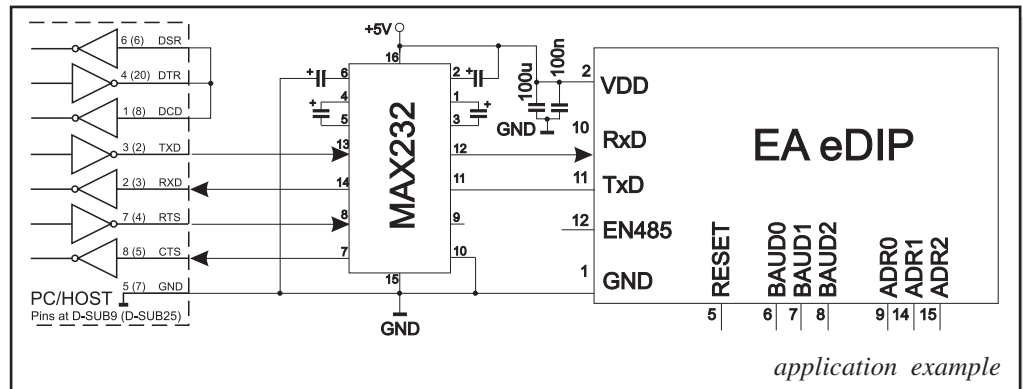 +5V
6 (6) DSR
4 (20) DTR
1 (8) DCD
3 (2) TXD
2 (3) RXD
7 (4) RTS
8 (5) CTS
5 (7) GND
PC/HOST
Pins at D-SUB9 (D-SUB25)
16
+ 6
+ 4
5
13
14
8
7
15
MAX232
2 +
1 +
3
12
11
9
10
GND
100u
100n
GND
2 VDD
10 RxD
11 TxD
12 EN485
1 GND
EA eDIP
RESET
BAUD0
BAUD1
BAUD2
ADR0
ADR1
ADR2
5 6 7 8 9 14 15
application example